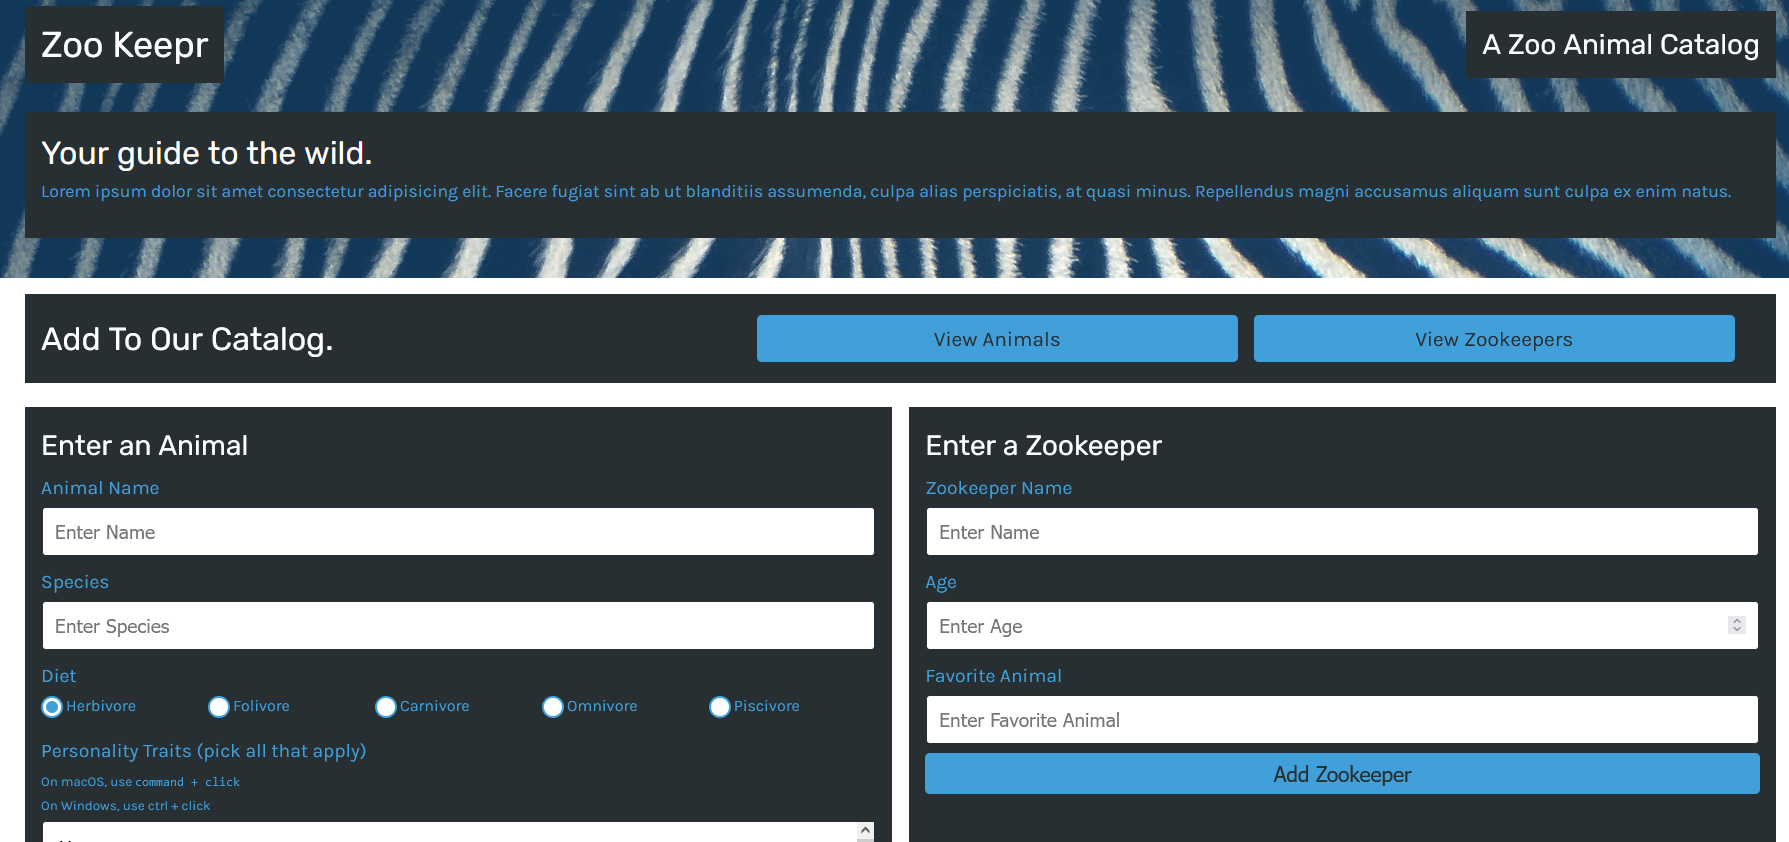 Zoo Keepr
A Zoo Animal Catalog
Your guide to the wild.
Lorem ipsum dolor sit amet consectetur adipisicing elit. Facere fugiat sint ab ut blanditiis assumenda, culpa alias perspiciatis, at quasi minus. Repellendus magni accusamus aliquam sunt culpa ex enim natus.
Add To Our Catalog.
View Animals
View Zookeepers
Enter an Animal
Animal Name
Enter Name
Species
Enter Species
Diet
Herbivore
Folivore
Carnivore
Omnivore
Piscivore
Personality Traits (pick all that apply)
On macOS, use command + click
On Windows, use ctrl + click
Enter a Zookeeper
Zookeeper Name
Enter Name
Age
Enter Age
Favorite Animal
Enter Favorite Animal
Add Zookeeper